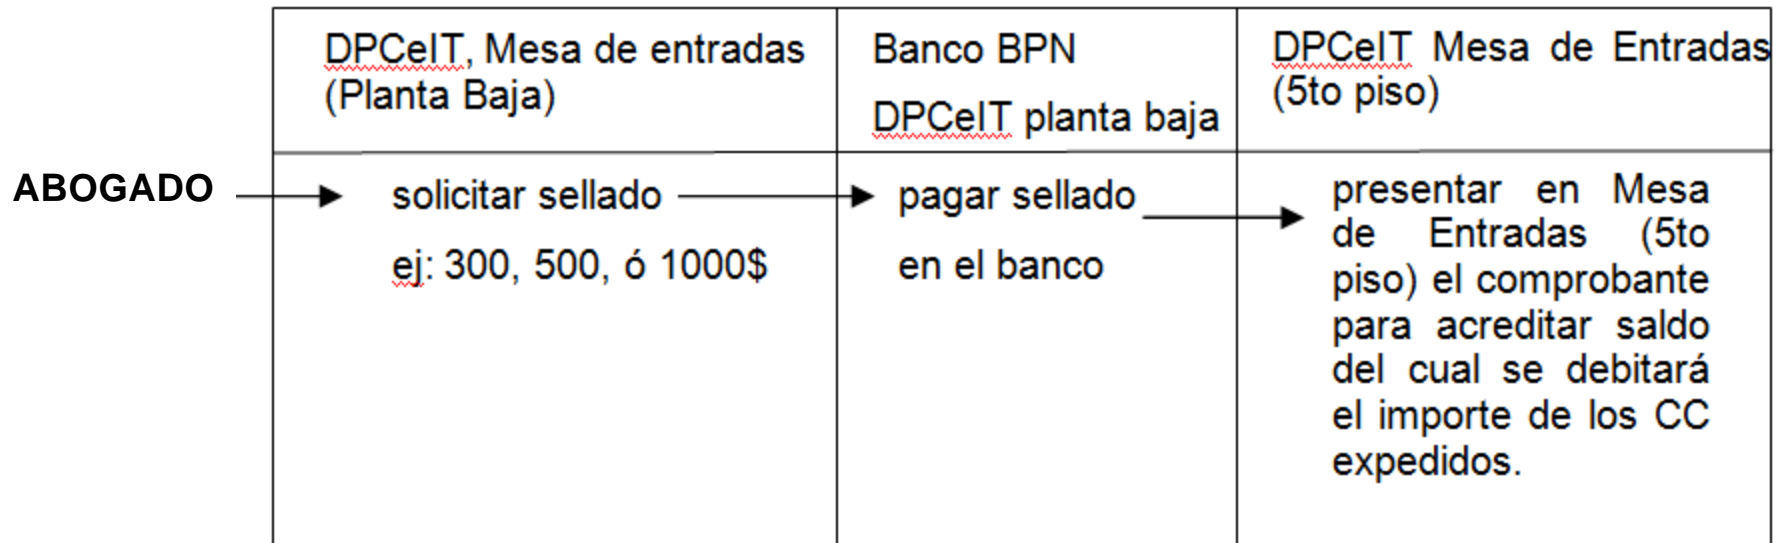 DPCeIT, Mesa de entradas
(Planta Baja)
Banco BPN
DPCeIT planta baja
DPCeIT Mesa de Entradas
(5to piso)
ABOGADO
solicitar sellado
ej: 300, 500, ó 1000$
pagar sellado
en el banco
presentar en Mesa
de Entradas (5to
piso) el comprobante
para acreditar saldo
del cual se debitará
el importe de los CC
expedidos.